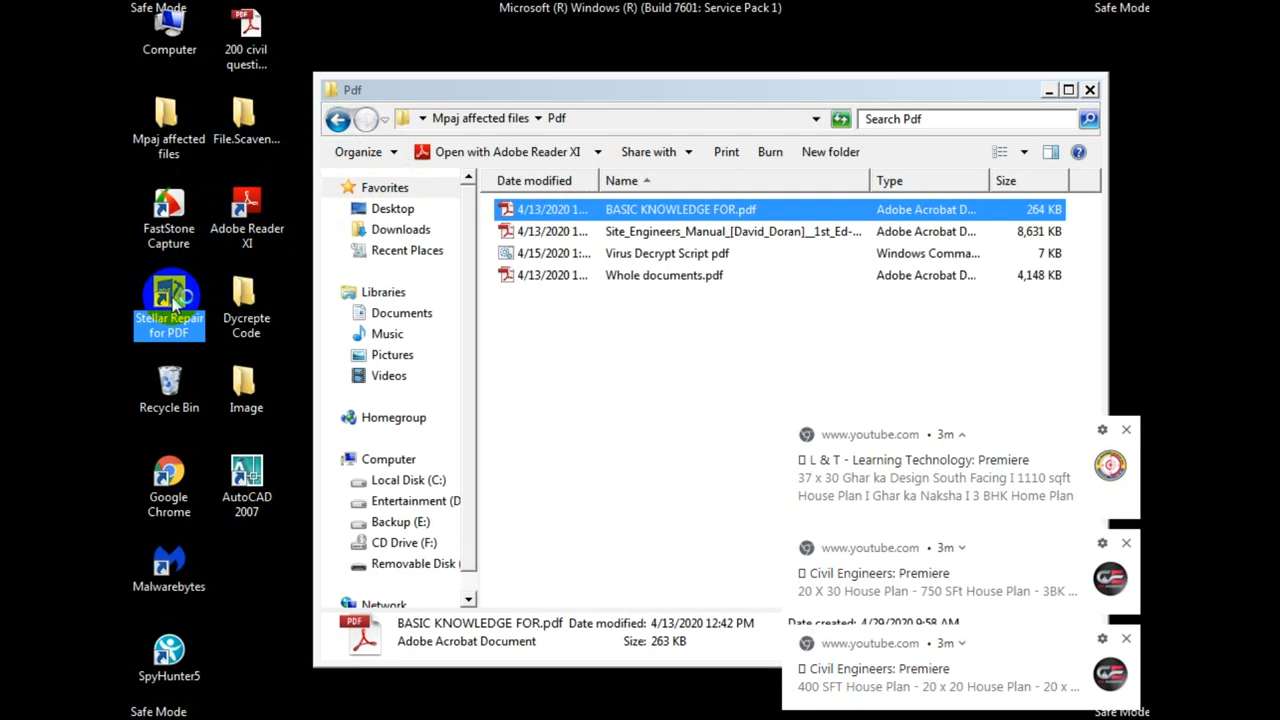 Safe Mode
Microsoft (R) Windows (R) (Build 7601: Service Pack 1)
Safe Mode
Computer
200 civil
questi...
Mpaj affected
files
File.Scaven...
FastStone
Capture
Adobe Reader
XI
Stellar Repair
for PDF
Dycrepte
Code
Recycle Bin
Image
Google
Chrome
AutoCAD
2007
Malwarebytes
SpyHunter5
Safe Mode
Pdf
Mpaj affected files
Pdf
Search Pdf
Organize
Open with Adobe Reader XI
Share with
Print
Burn
New folder
Favorites
Desktop
Downloads
Recent Places
Libraries
Documents
Music
Pictures
Videos
Homegroup
Computer
Local Disk (C:)
Entertainment (D
Backup (E:)
CD Drive (F:)
Removable Disk
Network
Date modified Name Type Size
4/13/2020 1... BASIC KNOWLEDGE FOR.pdf Adobe Acrobat D... 264 KB
4/13/2020 1... Site_Engineers_Manual_[David_Doran]__1st_Ed-... Adobe Acrobat D... 8,631 KB
4/15/2020 1:... Virus Decrypt Script pdf Windows Comma... 7 KB
4/13/2020 1... Whole documents.pdf Adobe Acrobat D... 4,148 KB
PDF
BASIC KNOWLEDGE FOR.pdf Date modified: 4/13/2020 12:42 PM Date created: 4/29/2020 9:58 AM
Adobe Acrobat Document Size: 263 KB
www.youtube.com • 3m
L & T - Learning Technology: Premiere
37 x 30 Ghar ka Design South Facing I 1110 sqft
House Plan I Ghar ka Naksha I 3 BHK Home Plan
www.youtube.com • 3m
Civil Engineers: Premiere
20 X 30 House Plan - 750 SFt House Plan - 3BK ...
www.youtube.com • 3m
Civil Engineers: Premiere
400 SFT House Plan - 20 x 20 House Plan - 20 x ...
Safe Mode